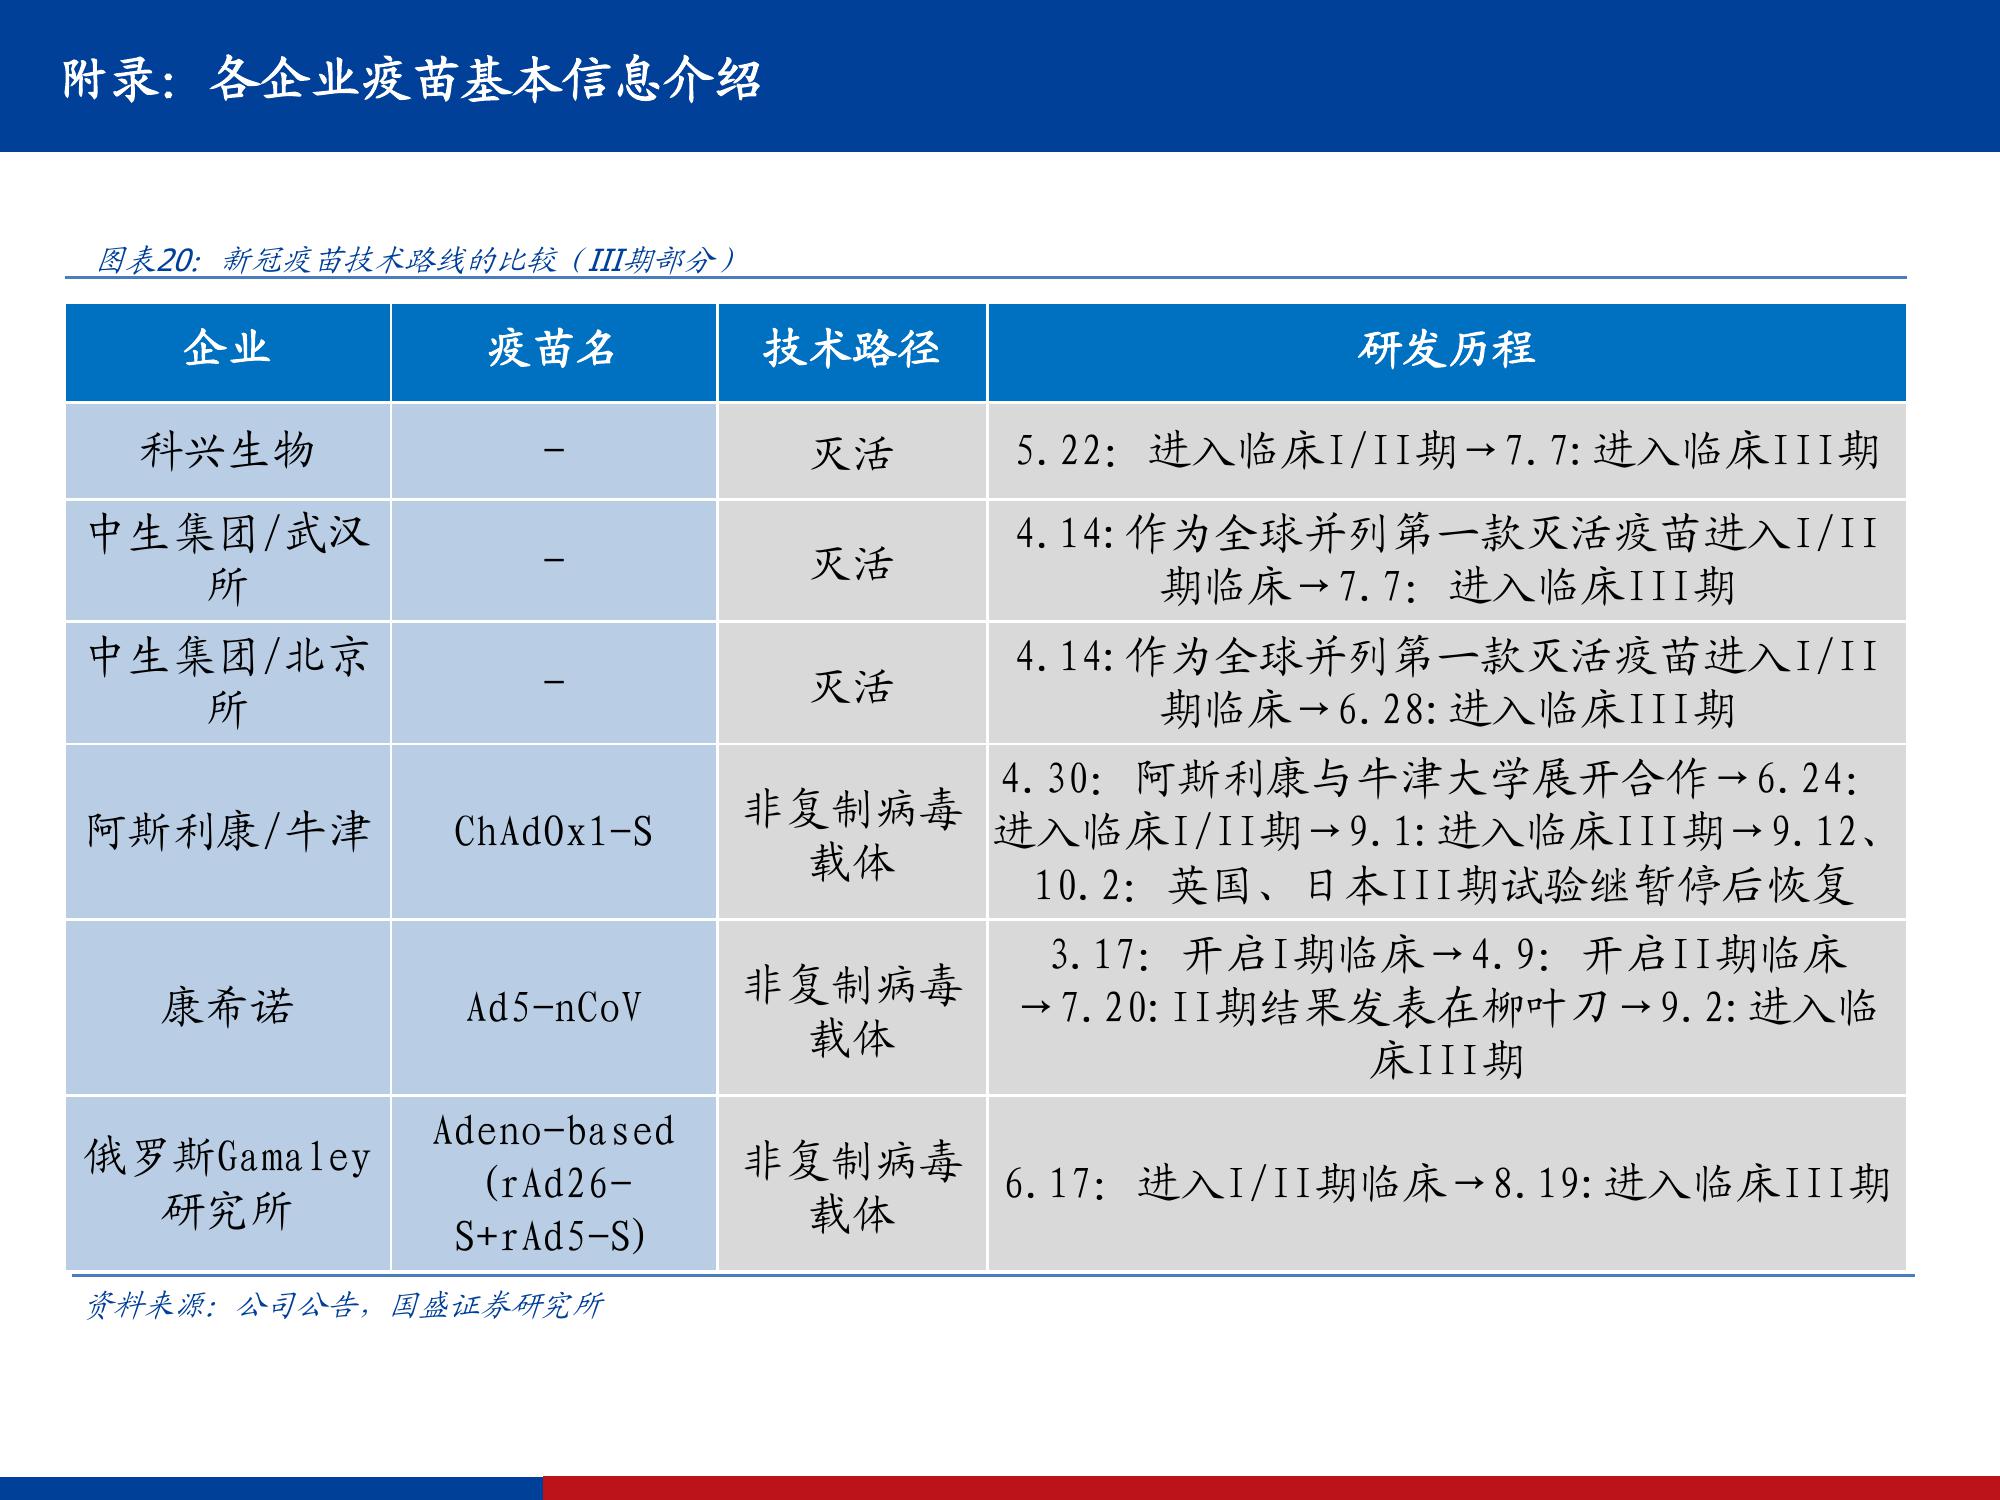 附录：各企业疫苗基本信息介绍
图表20：新冠疫苗技术路线的比较（III期部分）
企业
疫苗名
技术路径
研发历程
科兴生物
-
灭活
5.22：进入临床I/II期→7.7:进入临床III期
中生集团/武汉
所
-
灭活
4.14:作为全球并列第一款灭活疫苗进入I/II
期临床→7.7：进入临床III期
中生集团/北京
所
-
灭活
4.14:作为全球并列第一款灭活疫苗进入I/II
期临床→6.28:进入临床III期
阿斯利康/牛津
ChAdOx1-S
非复制病毒
载体
4.30：阿斯利康与牛津大学展开合作→6.24：
进入临床I/II期→9.1:进入临床III期→9.12、
10.2：英国、日本III期试验继暂停后恢复
康希诺
Ad5-nCoV
非复制病毒
载体
3.17：开启I期临床→4.9：开启II期临床
→7.20:II期结果发表在柳叶刀→9.2:进入临
床III期
俄罗斯Gamaley
研究所
Adeno-based
(rAd26-
S+rAd5-S)
非复制病毒
载体
6.17：进入I/II期临床→8.19:进入临床III期
资料来源：公司公告，国盛证券研究所